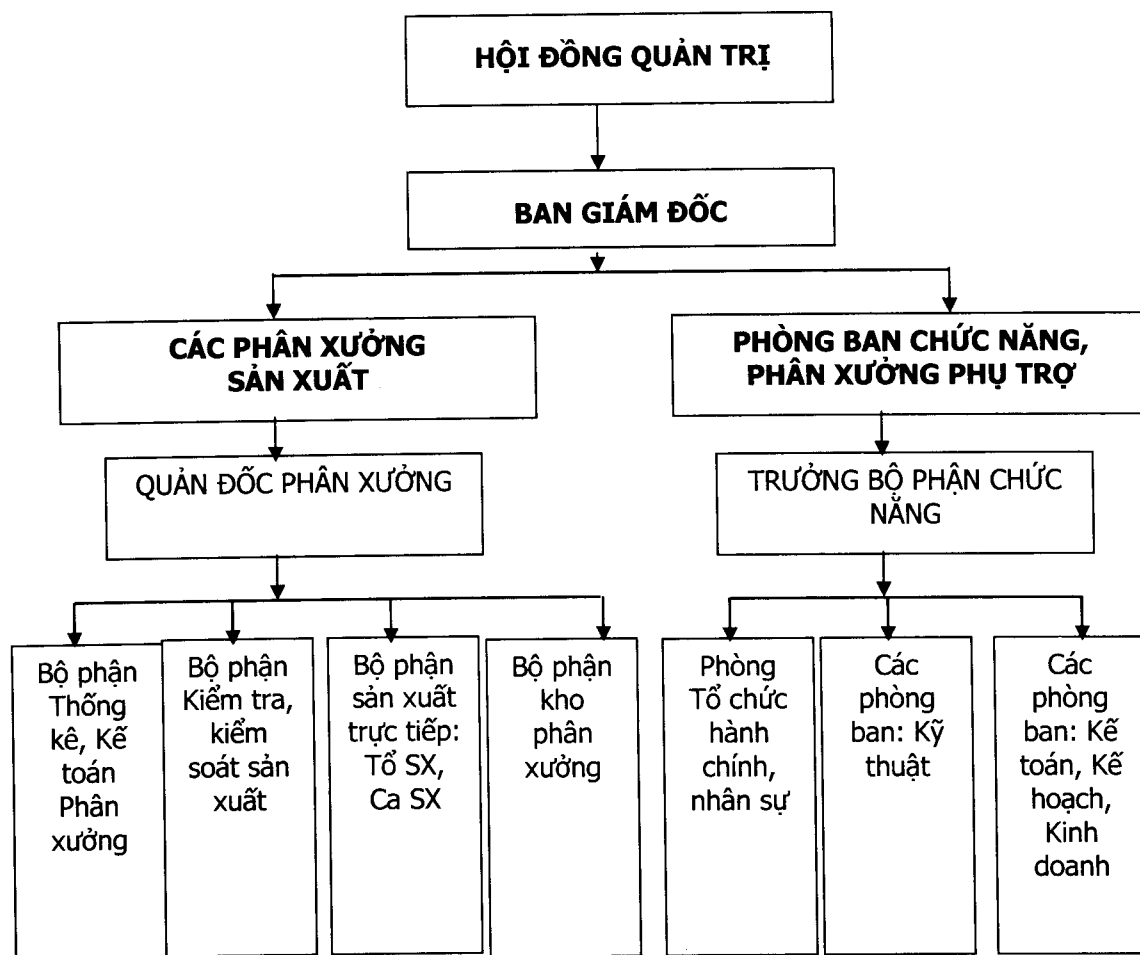 HỘI ĐỒNG QUẢN TRỊ
BAN GIÁM ĐỐC
CÁC PHÂN XƯỞNG
SẢN XUẤT
PHÒNG BAN CHỨC NĂNG,
PHÂN XƯỞNG PHỤ TRỢ
QUẢN ĐỐC PHÂN XƯỞNG
TRƯỞNG BỘ PHẬN CHỨC
NĂNG
Bộ phận
Thống
kê, Kế
toán
Phân
xưởng
Bộ phận
Kiểm tra,
kiểm
soát sản
xuất
Bộ phận
sản xuất
trực tiếp:
Tổ SX,
Ca SX
Bộ phận
kho
phân
xưởng
Phòng
Tổ chức
hành
chính,
nhân sự
Các
phòng
ban: Kỹ
thuật
Các
phòng
ban: Kế
toán, Kế
hoạch,
Kinh
doanh